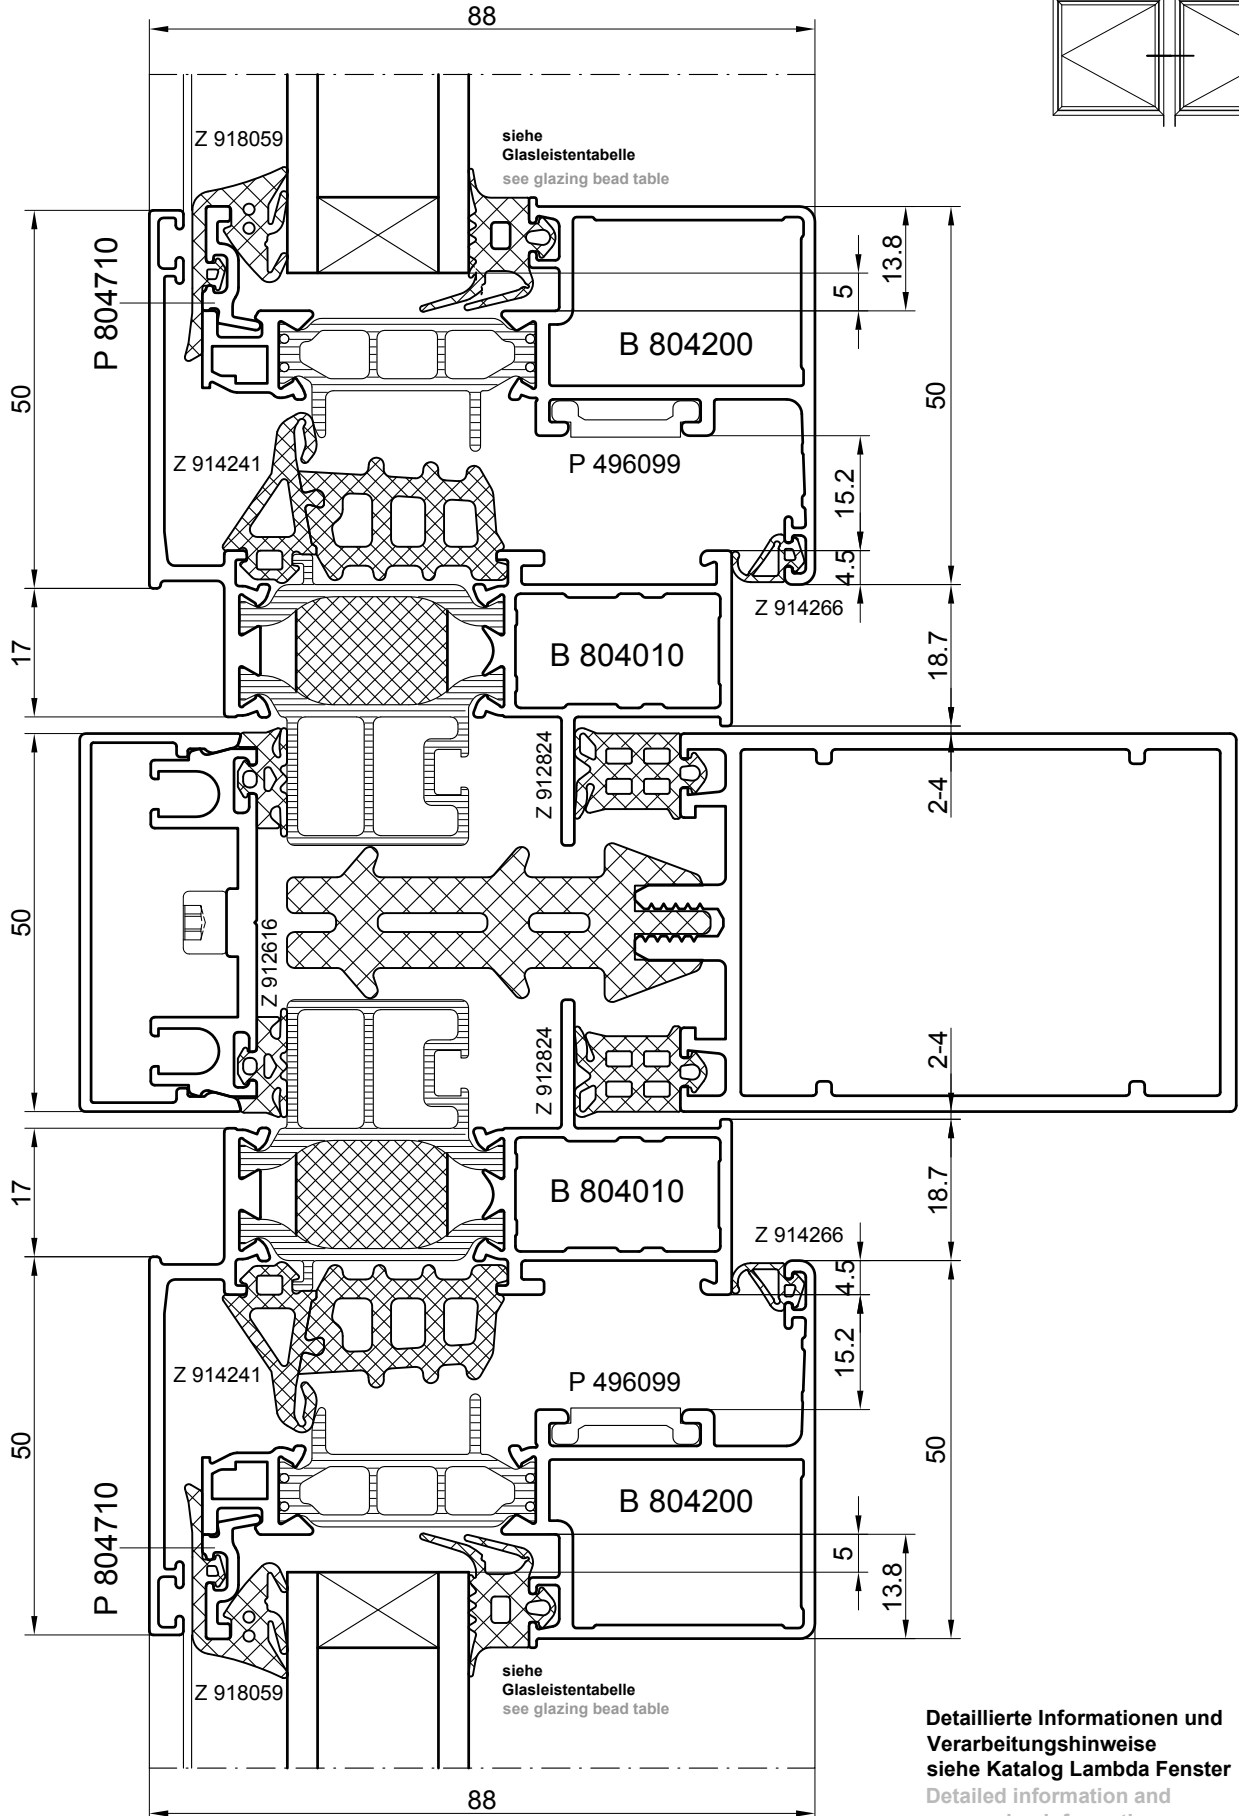 88
Z 918059
siehe
Glasleistentabelle
see glazing bead table
P 804710
50
13.8
5
B 804200
50
Z 914241
P 496099
15.2
4.5
Z 914266
17
B 804010
18.7
Z 912824
2-4
50
Z 912616
Z 912824
2-4
17
B 804010
18.7
Z 914266
4.5
15.2
Z 914241
P 496099
50
50
P 804710
B 804200
5
13.8
Z 918059
siehe
Glasleistentabelle
see glazing bead table
Detaillierte Informationen und
Verarbeitungshinweise
siehe Katalog Lambda Fenster
Detailed information and
88